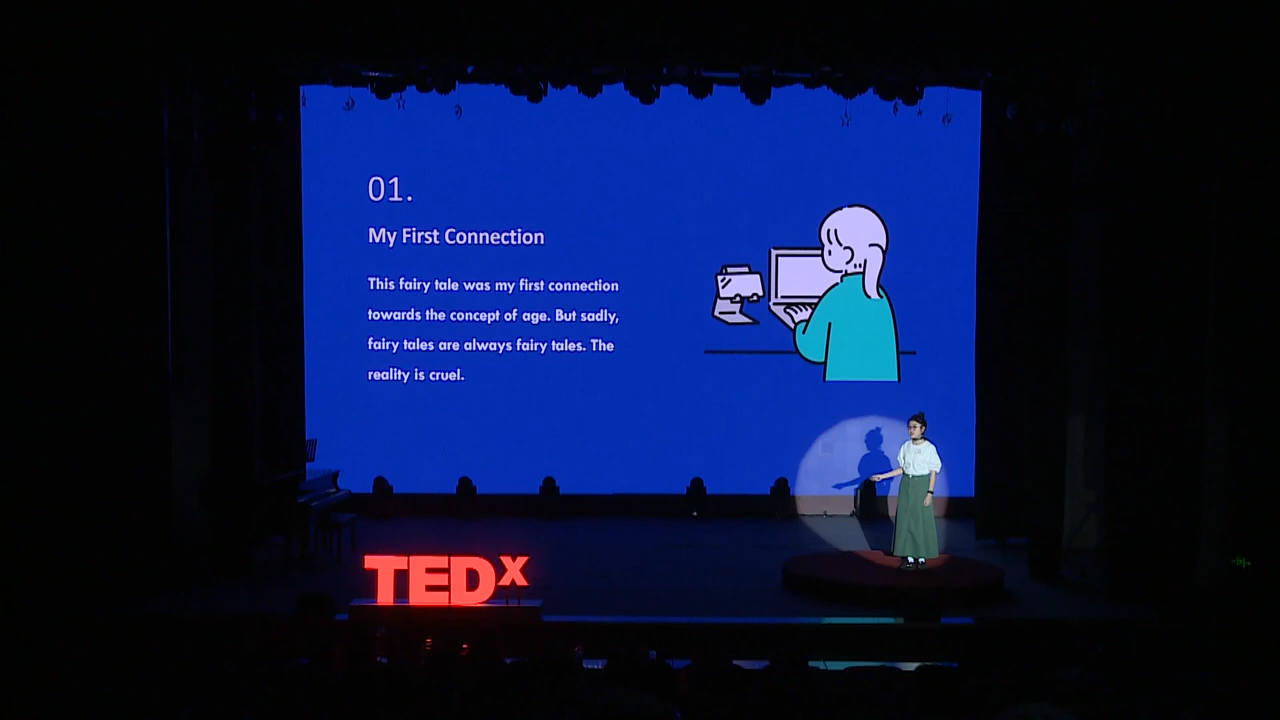 01.
My First Connection
This fairy tale was my first connection
towards the concept of age. But sadly,
fairy tales are always fairy tales. The
reality is cruel.
TEDx